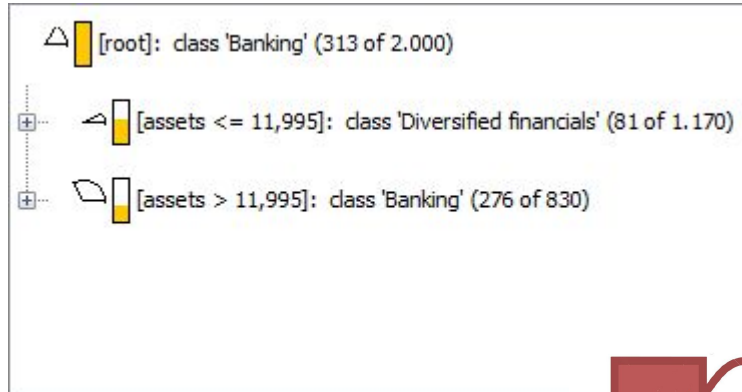 [root]: class 'Banking' (313 of 2.000)
[assets <= 11,995]: class 'Diversified financials' (81 of 1.170)
[assets > 11,995]: class 'Banking' (276 of 830)